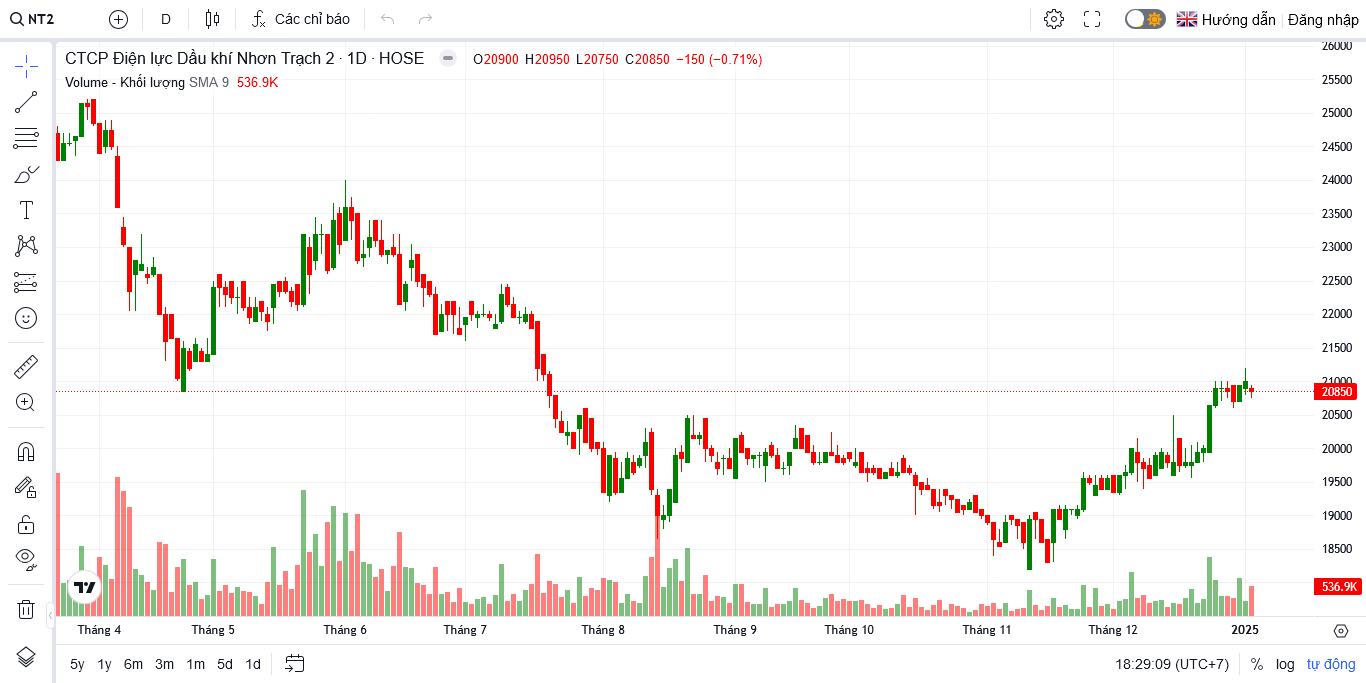 NT2 D Các chỉ báo Hướng dẫn Đăng nhập
CTCP Điện lực Dầu khí Nhơn Trạch 2 · 1D · HOSE O20900 H20950 L20750 C20850 −150 (−0.71%)
Volume - Khối lượng SMA 9 536.9K
26000
25500
25000
24500
24000
23500
23000
22500
22000
21500
21000
20850
20500
20000
19500
19000
18500
536.9K
Tháng 4 Tháng 5 Tháng 6 Tháng 7 Tháng 8 Tháng 9 Tháng 10 Tháng 11 Tháng 12 2025
5y 1y 6m 3m 1m 5d 1d 18:29:09 (UTC+7) % log tự động